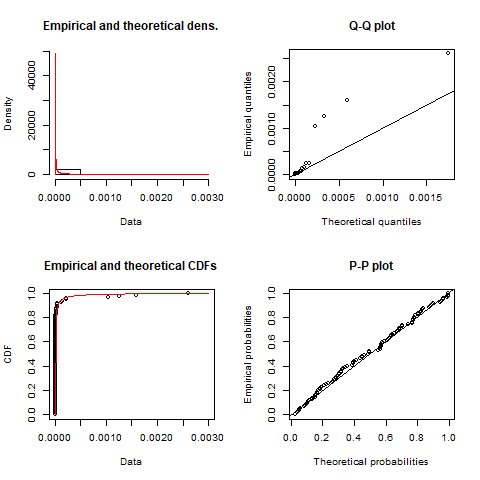 Empirical and theoretical dens.
Density
0 20000 40000
0.0000 0.0010 0.0020 0.0030
Data
Q-Q plot
Empirical quantiles
0.0000 0.0010 0.0020
0.0000 0.0005 0.0010 0.0015
Theoretical quantiles
Empirical and theoretical CDFs
CDF
0.0 0.2 0.4 0.6 0.8 1.0
0.0000 0.0010 0.0020 0.0030
Data
P-P plot
Empirical probabilities
0.0 0.2 0.4 0.6 0.8 1.0
0.0 0.2 0.4 0.6 0.8 1.0
Theoretical probabilities